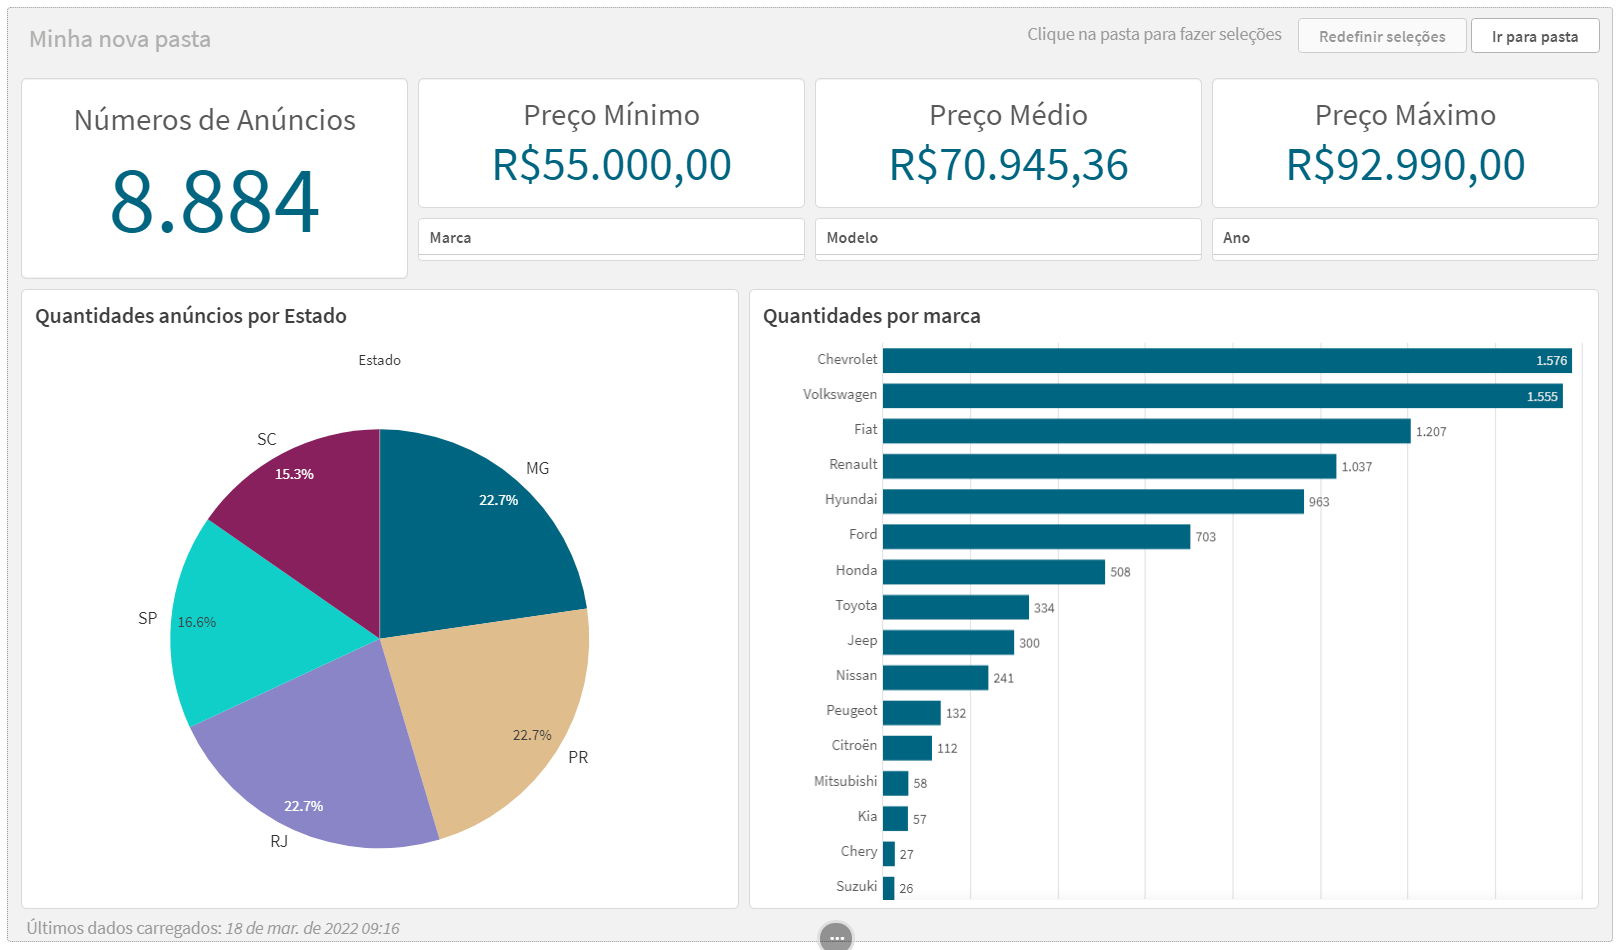 Minha nova pasta
Clique na pasta para fazer seleções
Redefinir seleções
Ir para pasta
Números de Anúncios
8.884
Preço Mínimo
R$55.000,00
Preço Médio
R$70.945,36
Preço Máximo
R$92.990,00
Marca
Modelo
Ano
Quantidades anúncios por Estado
Estado
SC
15.3%
MG
22.7%
SP
16.6%
22.7%
PR
22.7%
RJ
Quantidades por marca
Chevrolet 1.576
Volkswagen 1.555
Fiat 1.207
Renault 1.037
Hyundai 963
Ford 703
Honda 508
Toyota 334
Jeep 300
Nissan 241
Peugeot 132
Citroën 112
Mitsubishi 58
Kia 57
Chery 27
Suzuki 26
Últimos dados carregados: 18 de mar. de 2022 09:16